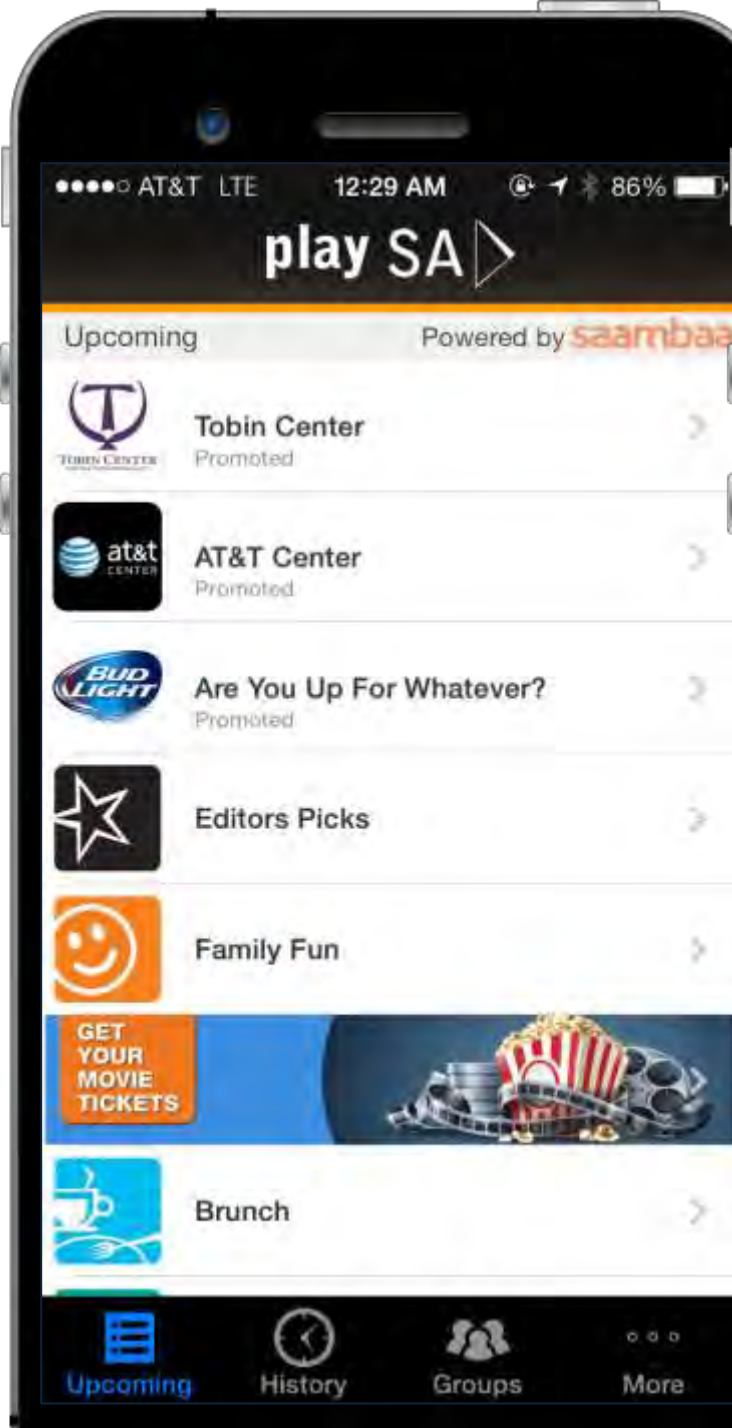 AT&T LTE 12:29 AM 86%
play SA
Upcoming Powered by saambaa
TOBIN CENTER
Tobin Center
Promoted
at&t
CENTER
AT&T Center
Promoted
BUD
LIGHT
Are You Up For Whatever?
Promoted
Editors Picks
Family Fun
GET
YOUR
MOVIE
TICKETS
Brunch
Upcoming History Groups More